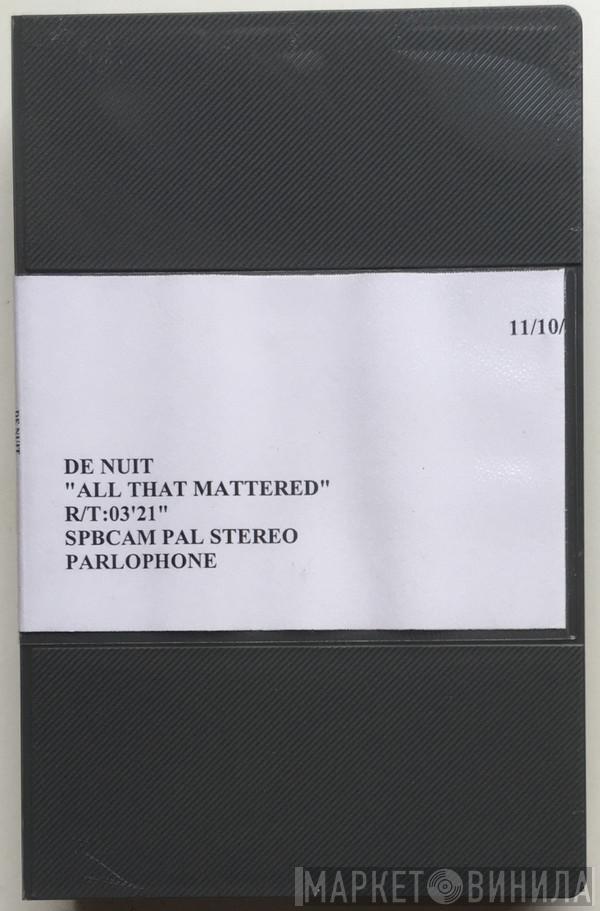 11/10/
DE NUIT
DE NUIT
"ALL THAT MATTERED"
R/T:03'21"
SPBCAM PAL STEREO
PARLOPHONE
МАРКЕТ ВИНИЛА